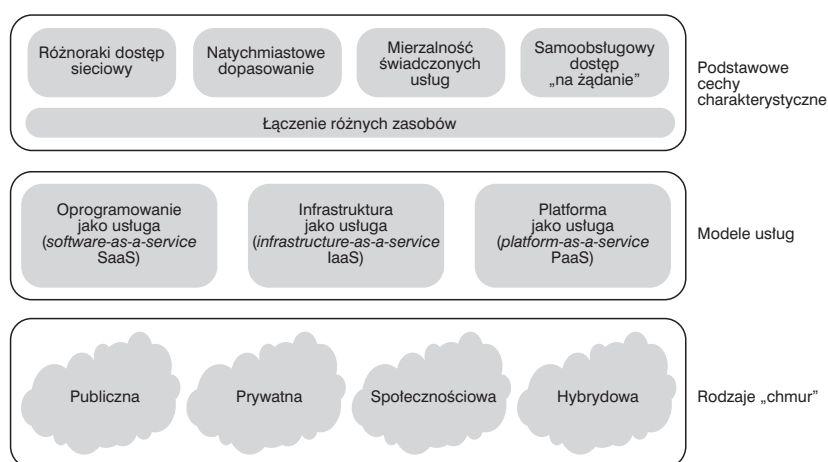 Różnoraki dostęp
sieciowy
Natychmiastowe
dopasowanie
Mierzalność
świadczonych
usług
Samoobsługowy
dostęp
„na żądanie”
Łączenie różnych zasobów
Podstawowe
cechy
charakterystyczne
Oprogramowanie
jako usługa
(software-as-a-service
SaaS)
Infrastruktura
jako usługa
(infrastructure-as-a-service
IaaS)
Platforma
jako usługa
(platform-as-a-service
PaaS)
Modele usług
Publiczna
Prywatna
Społecznościowa
Hybrydowa
Rodzaje „chmur”